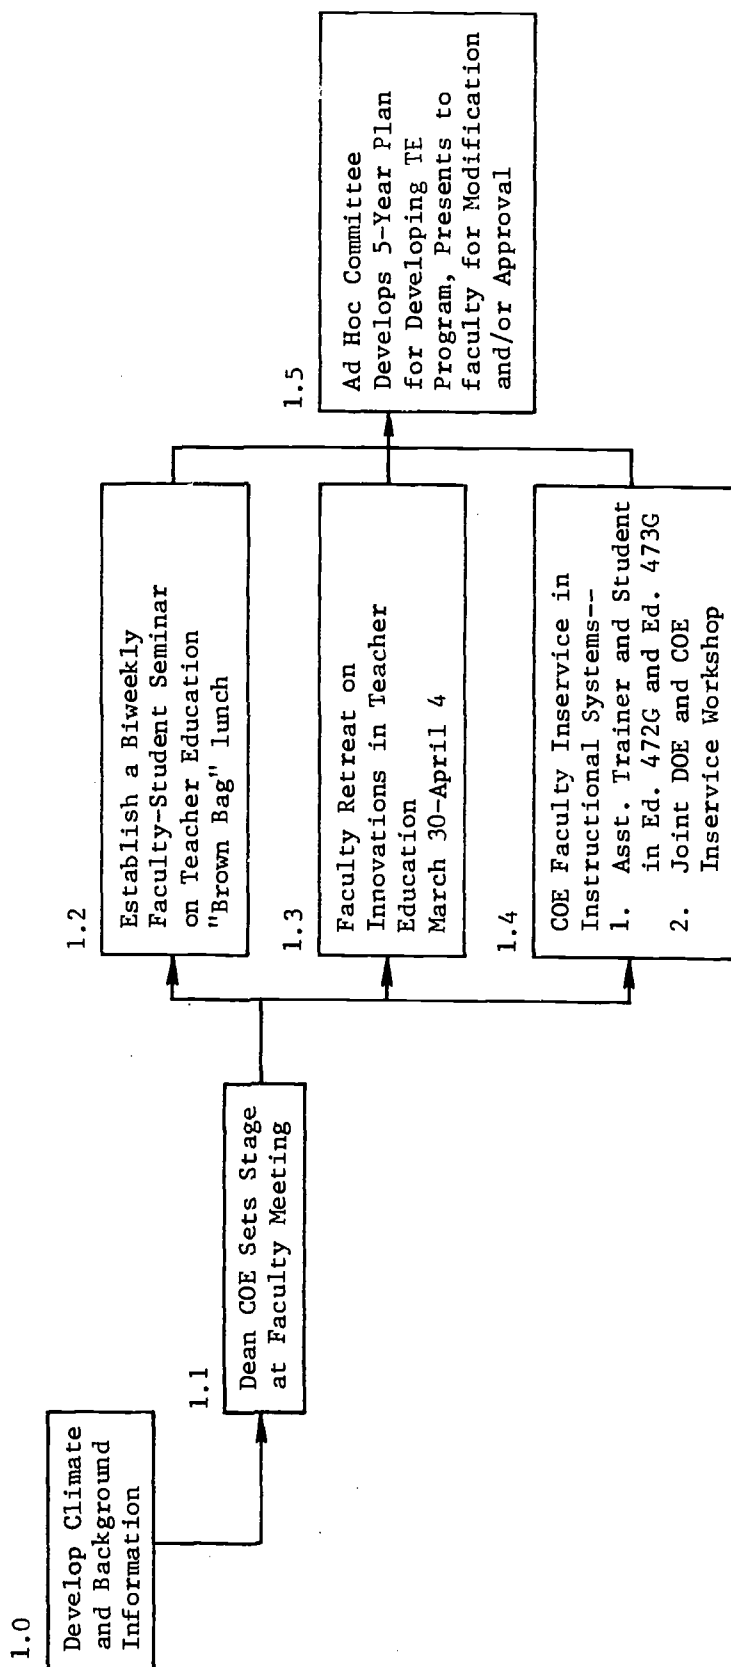 1.0
Develop Climate
and Background
Information
1.1
Dean COE Sets Stage
at Faculty Meeting
1.2
Establish a Biweekly
Faculty-Student Seminar
on Teacher Education
"Brown Bag" lunch
1.3
Faculty Retreat on
Innovations in Teacher
Education
March 30-April 4
1.4
COE Faculty Inservice in
Instructional Systems--
1. Asst. Trainer and Student
in Ed. 472G and Ed. 473G
2. Joint DOE and COE
Inservice Workshop
1.5
Ad Hoc Committee
Develops 5-Year Plan
for Developing TE
Program, Presents to
faculty for Modification
and/or Approval